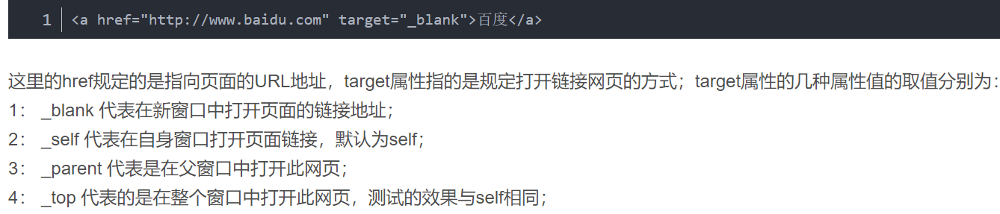 1 <a href="http://www.baidu.com" target="_blank">百度</a>
这里的href规定的是指向页面的URL地址，target属性指的是规定打开链接网页的方式；target属性的几种属性值的取值分别为：
1： _blank 代表在新窗口中打开页面的链接地址；
2： _self 代表在自身窗口打开页面链接，默认为self；
3： _parent 代表是在父窗口中打开此网页；
4： _top 代表的是在整个窗口中打开此网页，测试的效果与self相同；